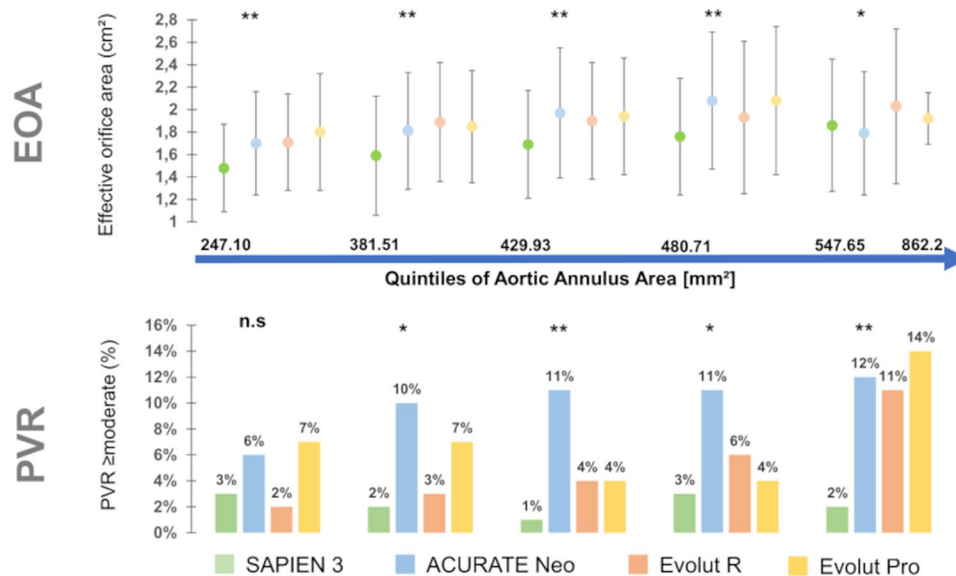 EOA
Effective orifice area (cm²)
2,8
2,6
2,4
2,2
2
1,8
1,6
1,4
1,2
1
** ** ** ** *
247.10 381.51 429.93 480.71 547.65 862.2
Quintiles of Aortic Annulus Area [mm²]
PVR
PVR ≥moderate (%)
16%
14%
12%
10%
8%
6%
4%
2%
0%
n.s * ** * **
3% 6% 2% 7%
2% 10% 3% 7%
1% 11% 4% 4%
3% 11% 6% 4%
2% 12% 11% 14%
SAPIEN 3 ACURATE Neo Evolut R Evolut Pro